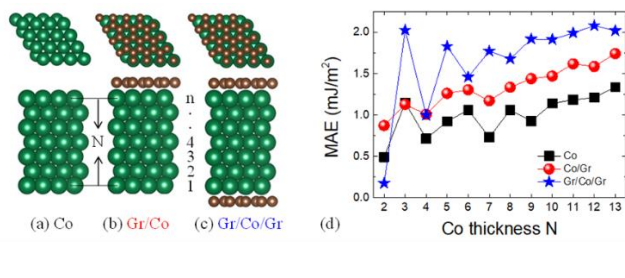 N
n
.
.
4
3
2
1
(a) Co
(b) Gr/Co
(c) Gr/Co/Gr
(d)
MAE (mJ/m²)
2.0
1.5
1.0
0.5
0.0
Co
Co/Gr
Gr/Co/Gr
2 3 4 5 6 7 8 9 10 11 12 13
Co thickness N